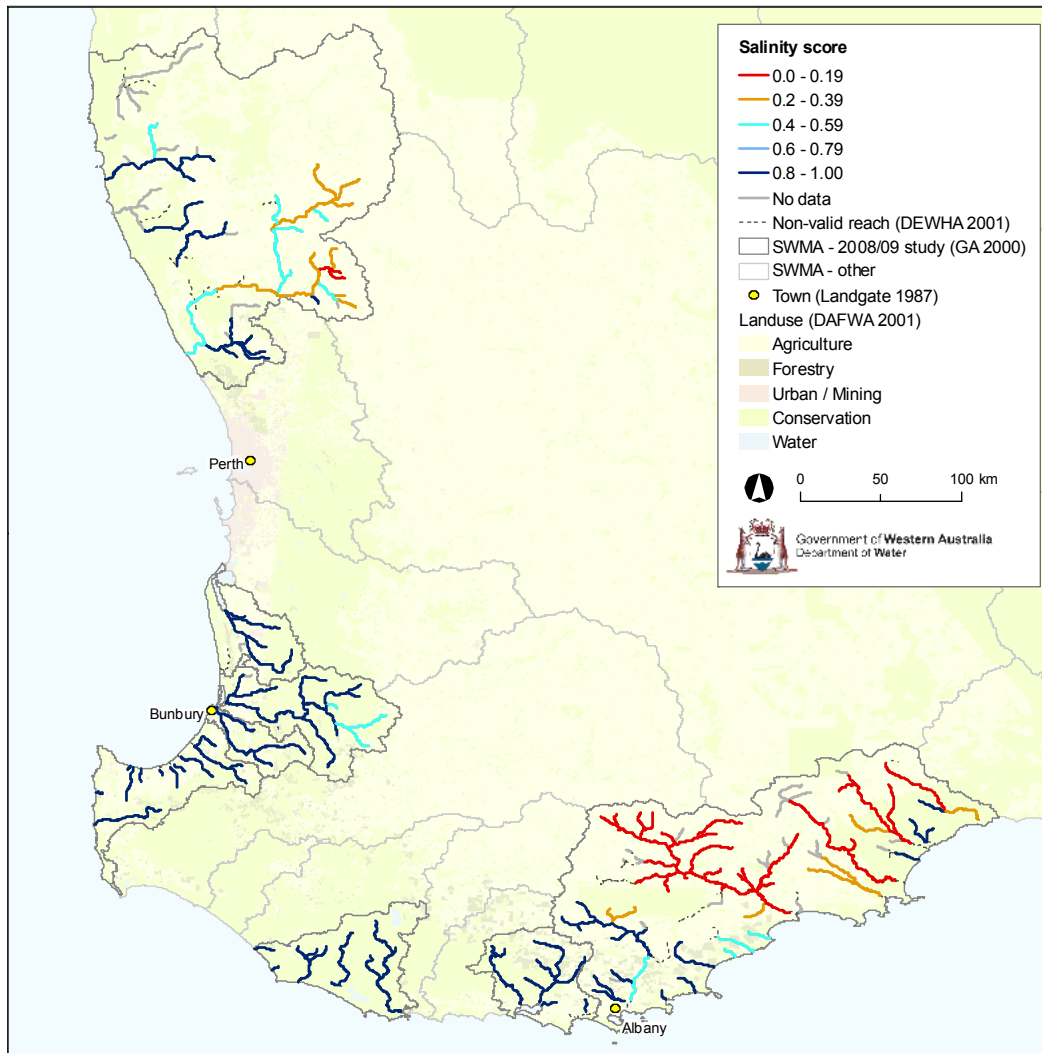 Salinity score
0.0 - 0.19
0.2 - 0.39
0.4 - 0.59
0.6 - 0.79
0.8 - 1.00
No data
Non-valid reach (DEWHA 2001)
SWMA - 2008/09 study (GA 2000)
SWMA - other
Town (Landgate 1987)
Landuse (DAFWA 2001)
Agriculture
Forestry
Urban / Mining
Conservation
Water
0 50 100 km
Government of Western Australia
Department of Water
Perth
Bunbury
Albany